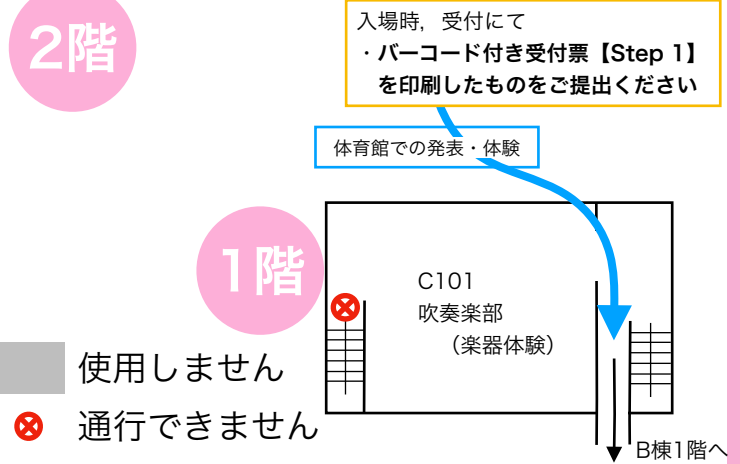 2階
入場時，受付にて
・バーコード付き受付票【Step 1】
を印刷したものをご提出ください
体育館での発表・体験
1階
C101
吹奏楽部
（楽器体験）
使用しません
通行できません
B棟1階へ